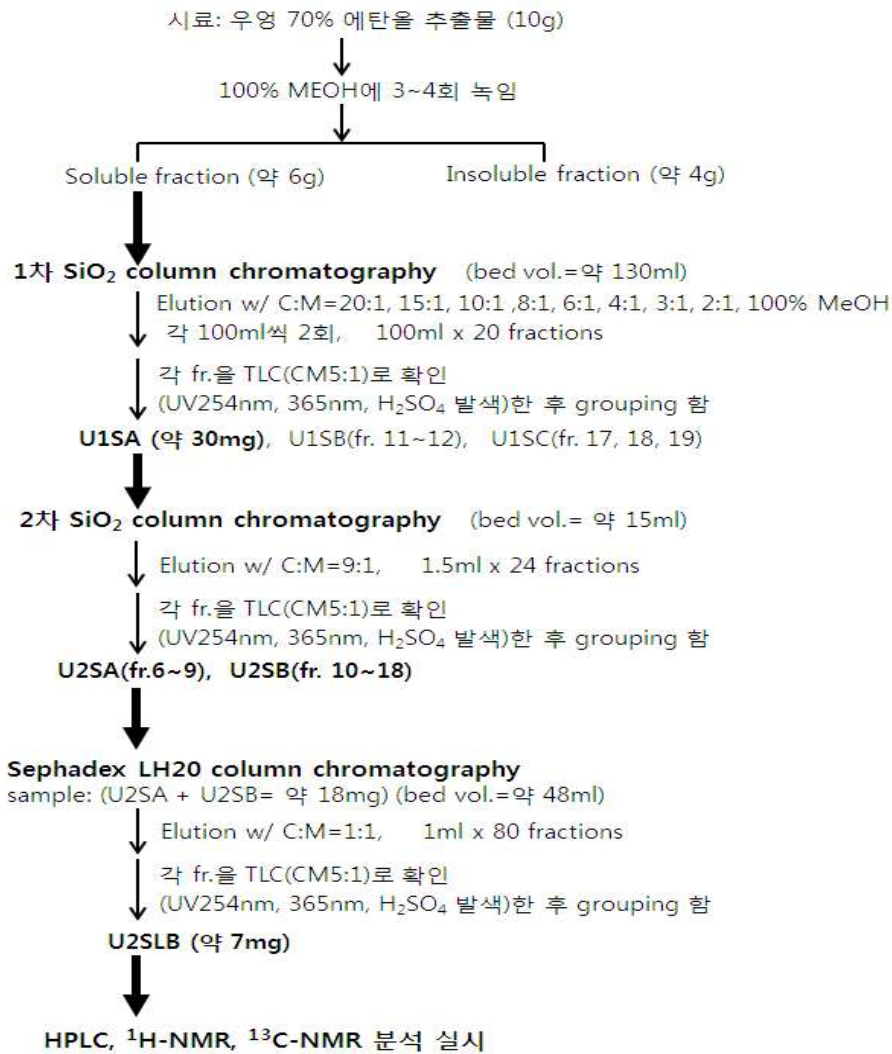 시료: 우엉 70% 에탄올 추출물 (10g)
100% MEOH에 3~4회 녹임
Soluble fraction (약 6g)
Insoluble fraction (약 4g)
1차 SiO₂ column chromatography (bed vol.=약 130ml)
Elution w/ C:M=20:1, 15:1, 10:1 ,8:1, 6:1, 4:1, 3:1, 2:1, 100% MeOH
각 100ml씩 2회, 100ml x 20 fractions
각 fr.을 TLC(CM5:1)로 확인
(UV254nm, 365nm, H₂SO₄ 발색)한 후 grouping 함
U1SA (약 30mg), U1SB(fr. 11~12), U1SC(fr. 17, 18, 19)
2차 SiO₂ column chromatography (bed vol.= 약 15ml)
Elution w/ C:M=9:1, 1.5ml x 24 fractions
각 fr.을 TLC(CM5:1)로 확인
(UV254nm, 365nm, H₂SO₄ 발색)한 후 grouping 함
U2SA(fr.6~9), U2SB(fr. 10~18)
Sephadex LH20 column chromatography
sample: (U2SA + U2SB= 약 18mg) (bed vol.=약 48ml)
Elution w/ C:M=1:1, 1ml x 80 fractions
각 fr.을 TLC(CM5:1)로 확인
(UV254nm, 365nm, H₂SO₄ 발색)한 후 grouping 함
U2SLB (약 7mg)
HPLC, ¹H-NMR, ¹³C-NMR 분석 실시